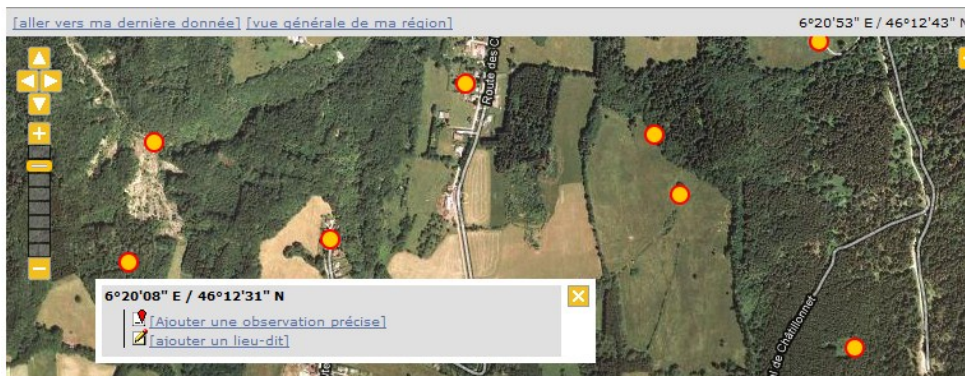 [aller vers ma dernière donnée] [vue générale de ma région] 6°20'53" E / 46°12'43" N
Route des C
6°20'08" E / 46°12'31" N
[Ajouter une observation précise]
[ajouter un lieu-dit]
al de Châtillonnet